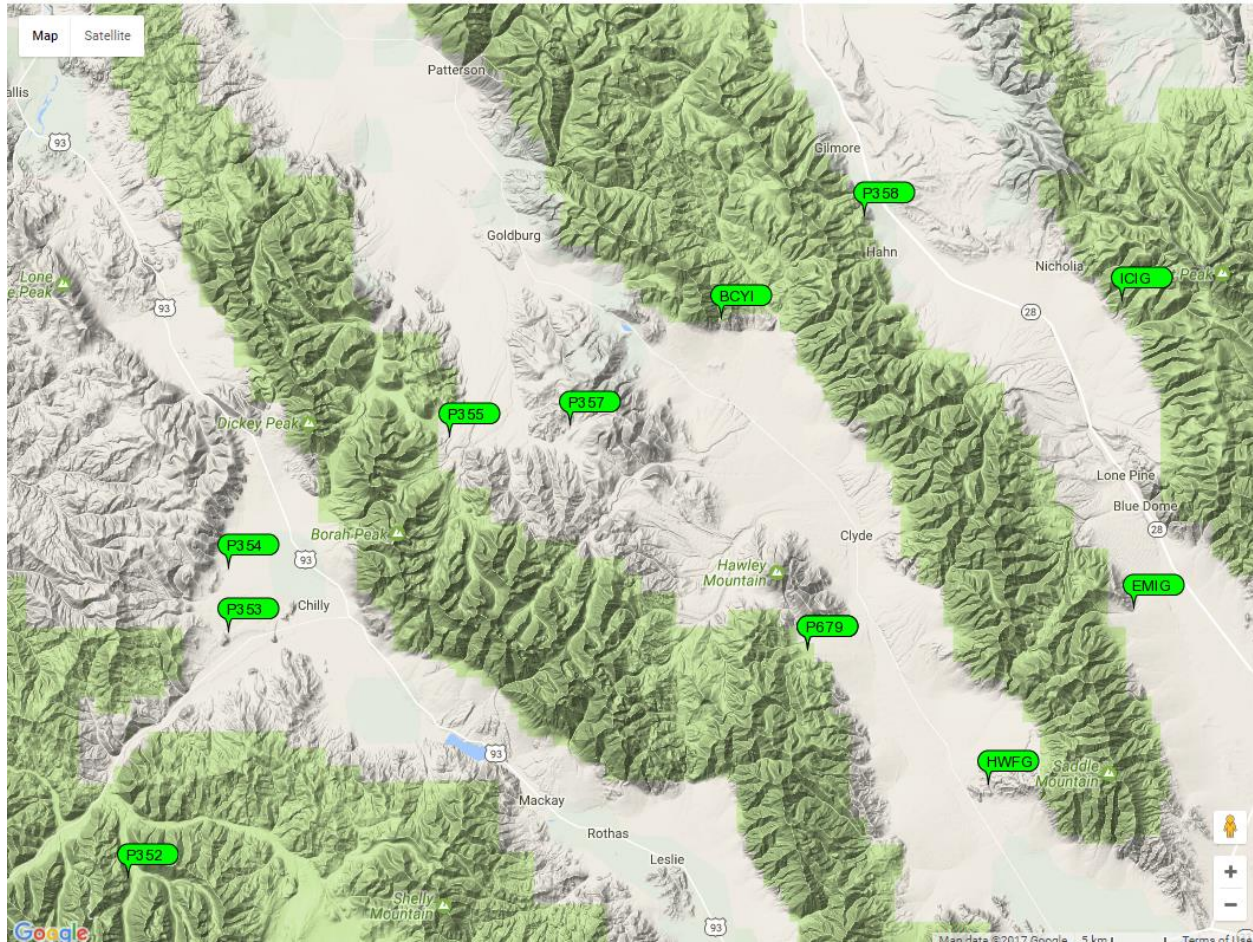 Map Satellite
Patterson
allis
93
Gilmore
P358
Goldburg
Hahn
Nicholia
ICIG
Peak
Lone
e Peak
BCYI
93
28
P357
P355
Dickey Peak
Lone Pine
Blue Dome
28
Borah Peak
P354
93
Clyde
Hawley
Mountain
EMIG
P353
Chilly
P679
93
HWFG
Saddle
Mountain
Mackay
Rothas
P352
Leslie
Shelly
Mountain
93
+
−
Google
Map data ©2017 Google 5 km Terms of Use